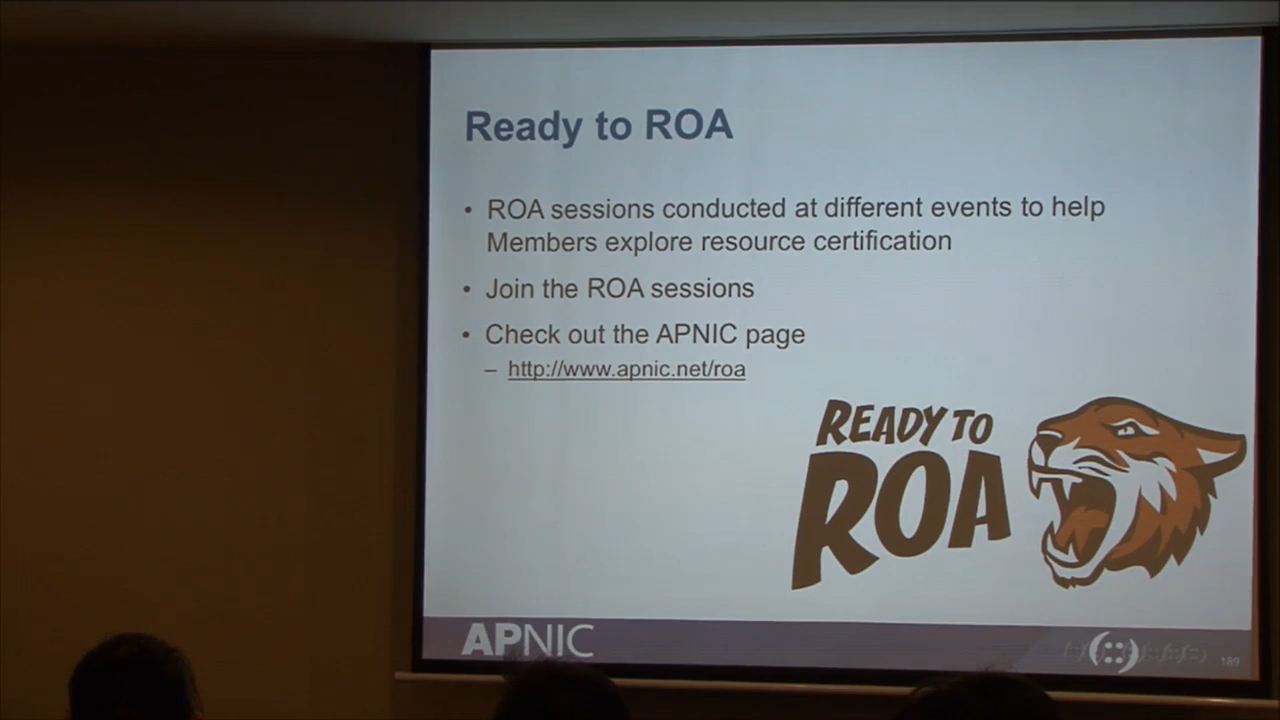 Ready to ROA
• ROA sessions conducted at different events to help
Members explore resource certification
• Join the ROA sessions
• Check out the APNIC page
– http://www.apnic.net/roa
READY TO
ROA
APNIC
(::)
189